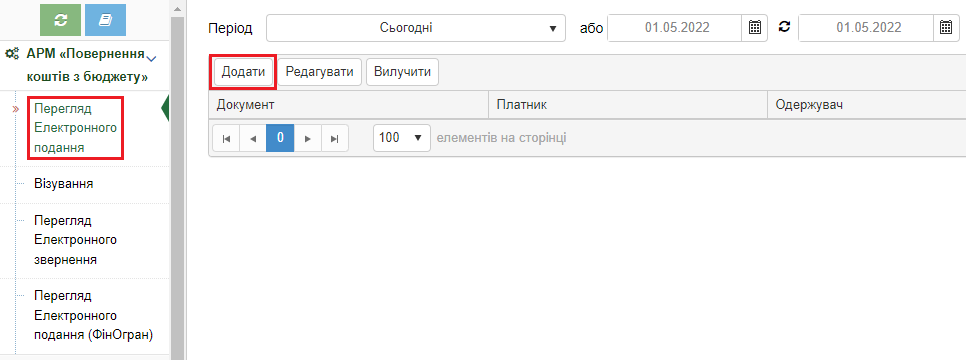 АРМ «Повернення
коштів з бюджету»
Перегляд
Електронного
подання
Візування
Перегляд
Електронного
звернення
Перегляд
Електронного
подання (ФінОгран)
Період Сьогодні або 01.05.2022 01.05.2022
Додати Редагувати Вилучити
Документ Платник Одержувач
0 100 елементів на сторінці